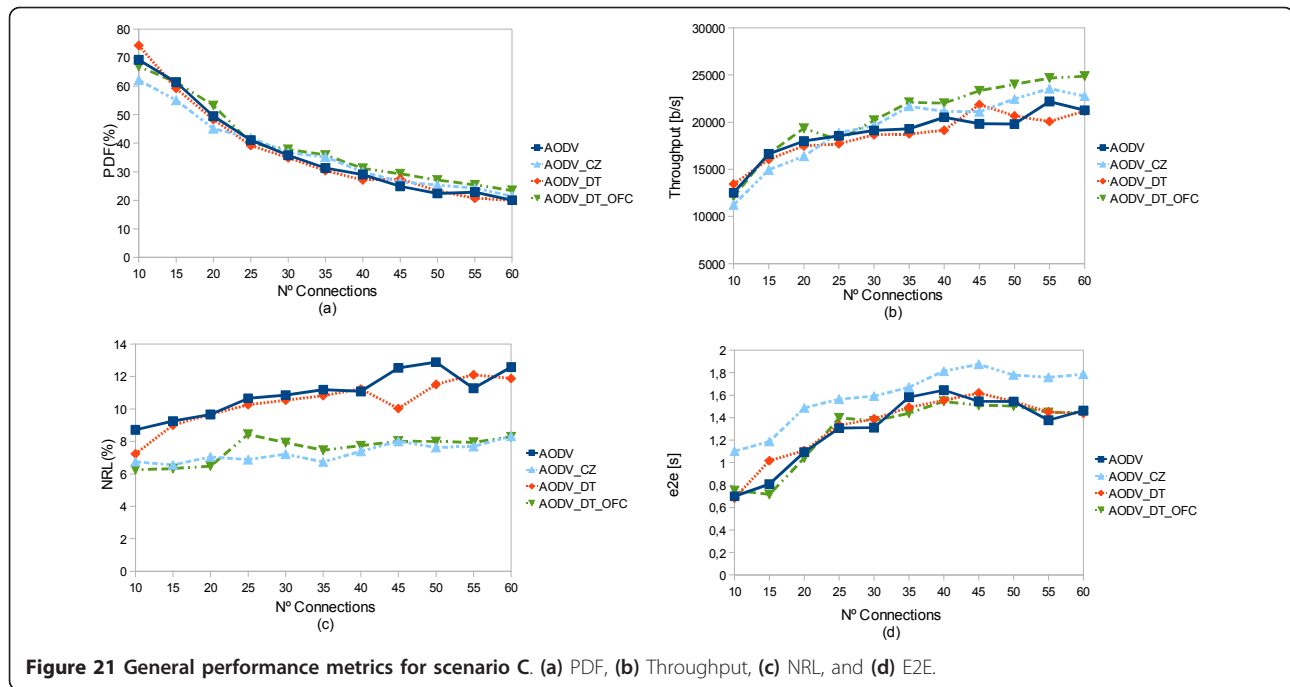 80
70
60
50
40
30
20
10
0
PDF(%)
10 15 20 25 30 35 40 45 50 55 60
Nº Connections
(a)
AODV
AODV_CZ
AODV_DT
AODV_DT_OFC
30000
25000
20000
15000
10000
5000
Throughput [b/s]
10 15 20 25 30 35 40 45 50 55 60
Nº Connections
(b)
AODV
AODV_CZ
AODV_DT
AODV_DT_OFC
14
12
10
8
6
4
2
0
NRL(%)
10 15 20 25 30 35 40 45 50 55 60
Nº Connections
(c)
AODV
AODV_CZ
AODV_DT
AODV_DT_OFC
2
1,8
1,6
1,4
1,2
1
0,8
0,6
0,4
0,2
0
e2e [s]
10 15 20 25 30 35 40 45 50 55 60
Nº Connections
(d)
AODV
AODV_CZ
AODV_DT
AODV_DT_OFC
Figure 21 General performance metrics for scenario C. (a) PDF, (b) Throughput, (c) NRL, and (d) E2E.